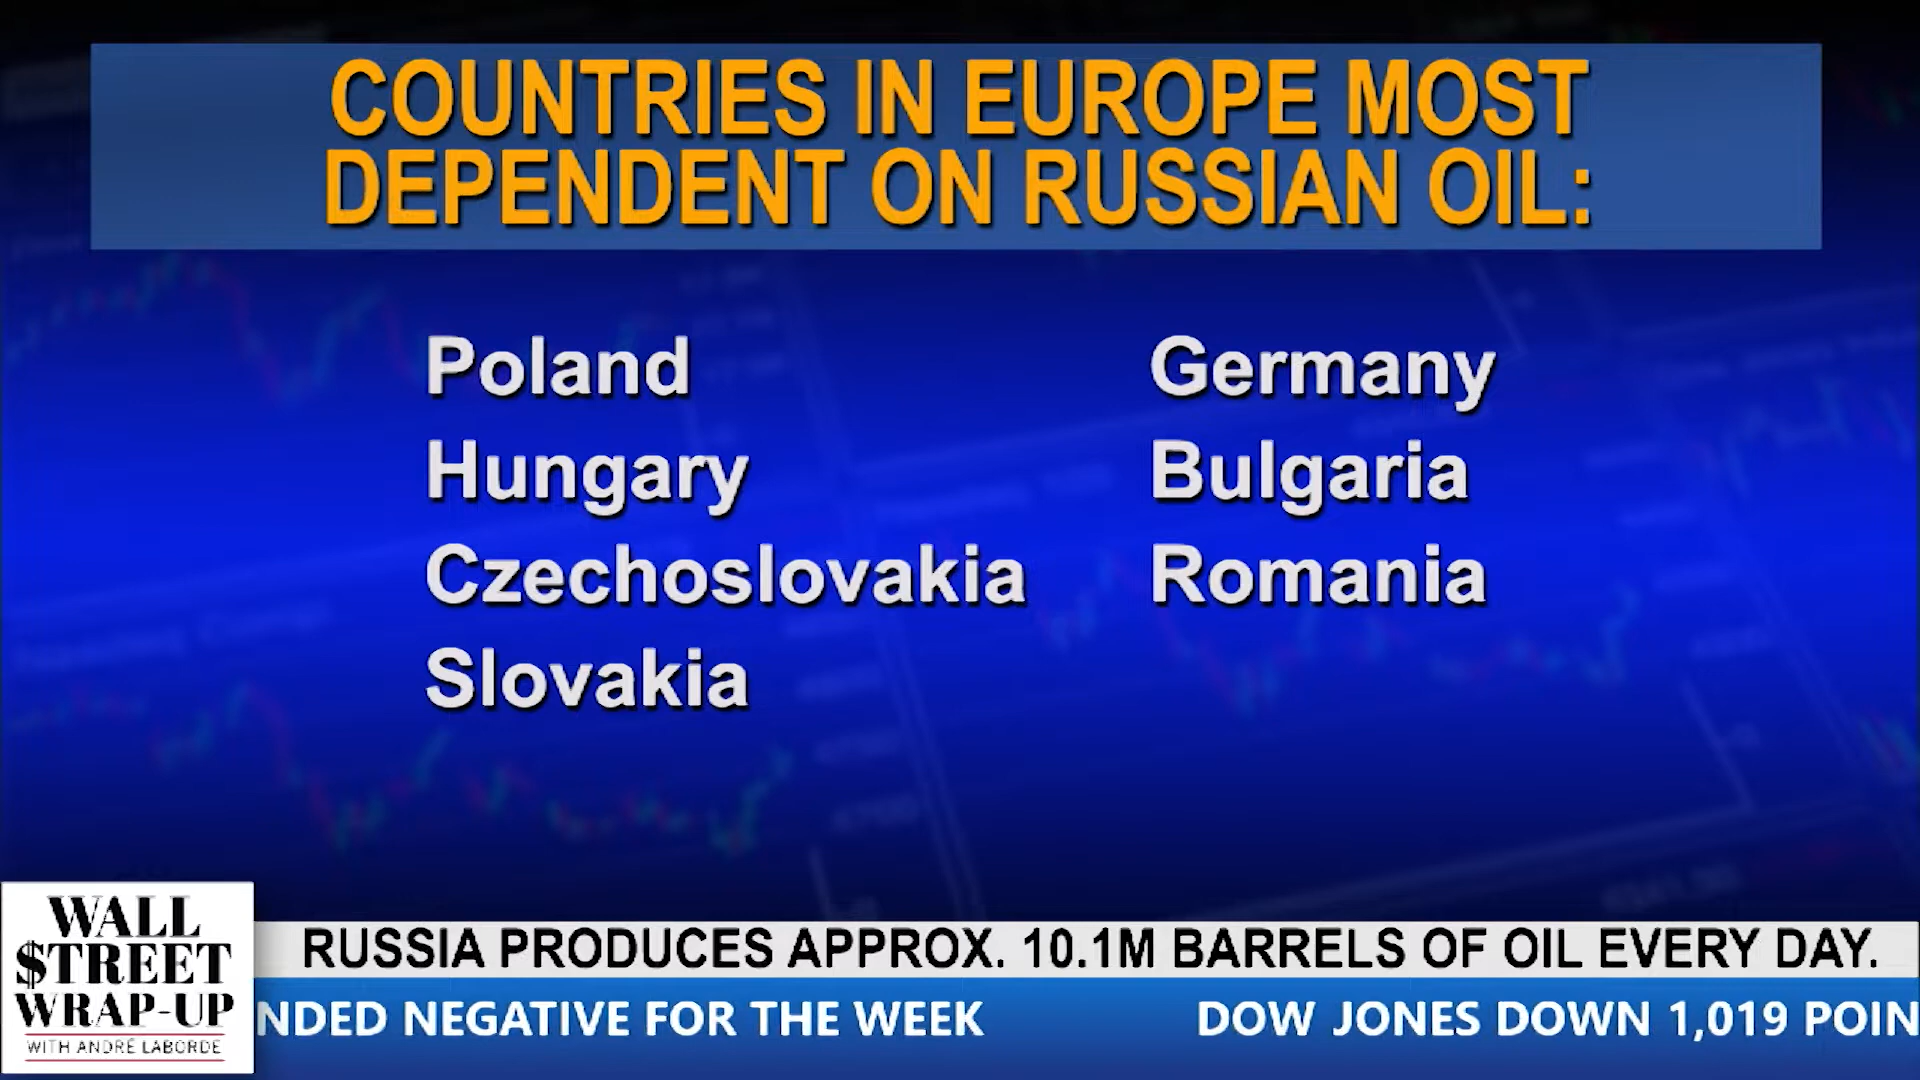 COUNTRIES IN EUROPE MOST
DEPENDENT ON RUSSIAN OIL:
Poland
Hungary
Czechoslovakia
Slovakia
Germany
Bulgaria
Romania
WALL
$TREET
WRAP-UP
WITH ANDRÉ LABORDE
RUSSIA PRODUCES APPROX. 10.1M BARRELS OF OIL EVERY DAY.
NDED NEGATIVE FOR THE WEEK DOW JONES DOWN 1,019 POIN